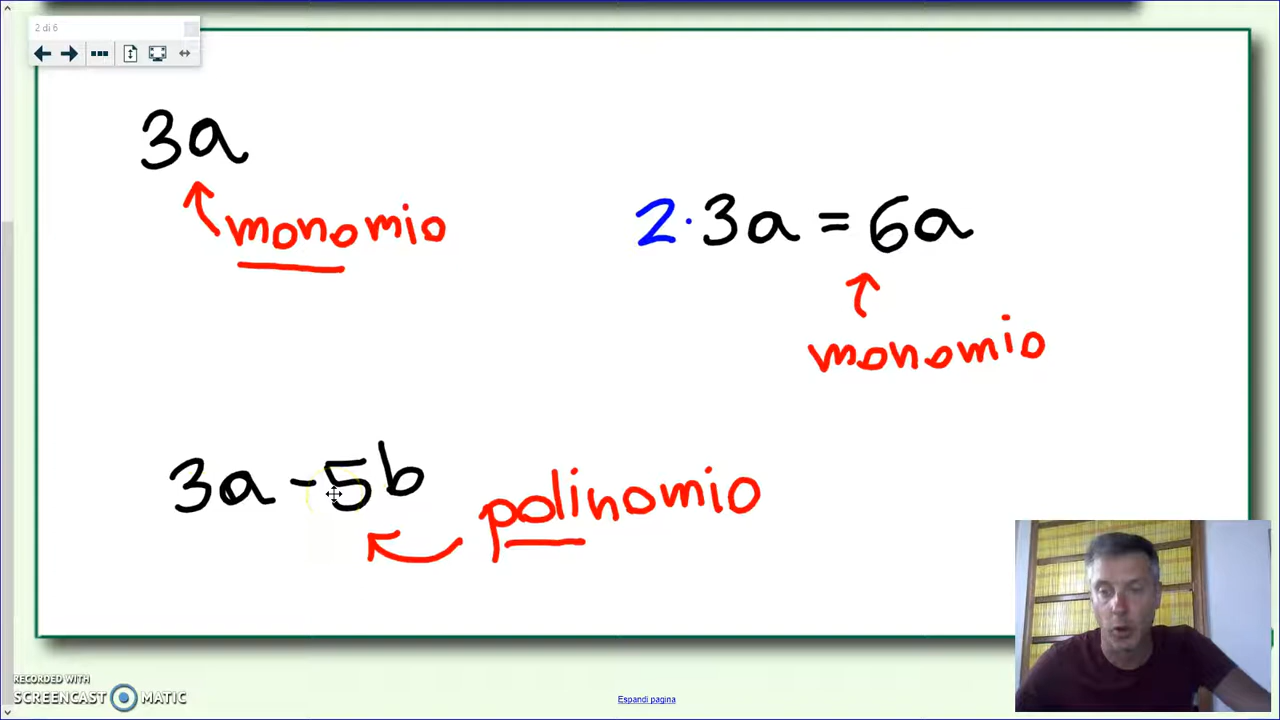 2 di 6
3a
monomio
2·3a = 6a
monomio
3a - 5b
polinomio
RECORDED WITH
SCREENCAST MATIC
Espandi pagina